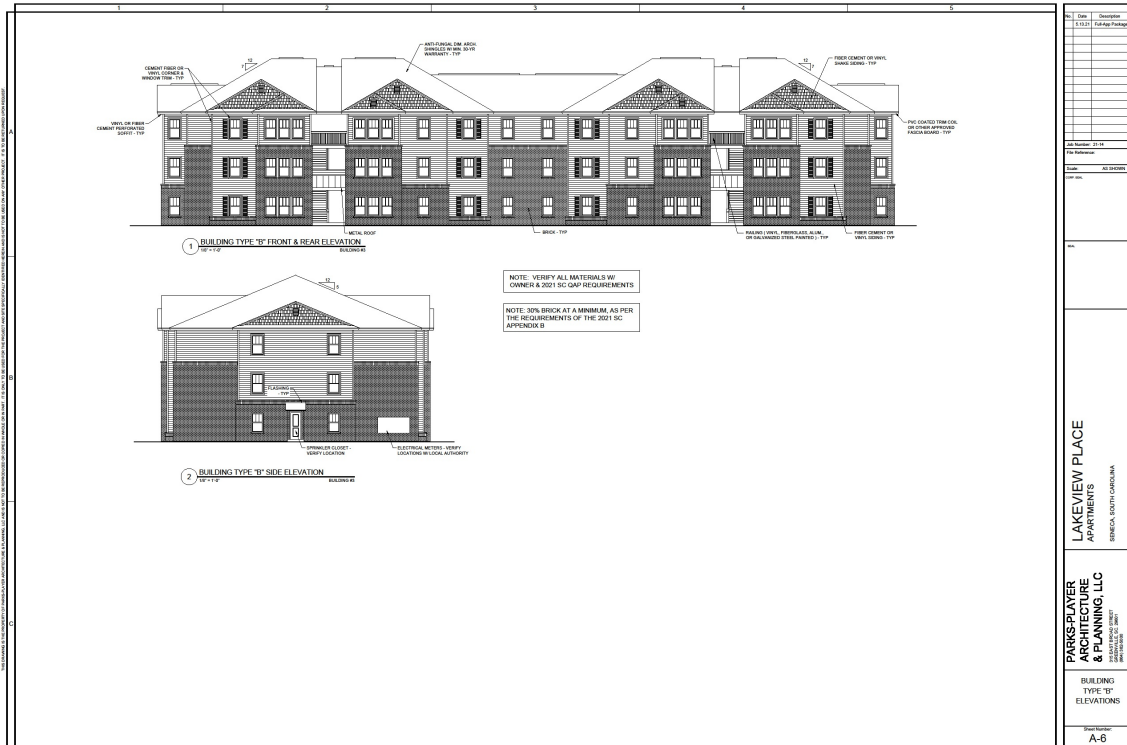 1
2
3
4
5
A
B
C
12
7
ANTI-FUNGAL DIM. ARCH.
SHINGLES W/ MIN. 30-YR
WARRANTY - TYP
12
7
FIBER CEMENT OR VINYL
SHAKE SIDING - TYP
CEMENT FIBER OR
VINYL CORNER &
WINDOW TRIM - TYP
VINYL OR FIBER
CEMENT PERFORATED
SOFFIT - TYP
PVC COATED TRIM COIL
OR OTHER APPROVED
FASCIA BOARD - TYP
METAL ROOF
BRICK - TYP
RAILING ( VINYL, FIBERGLASS, ALUM.,
OR GALVANIZED STEEL PAINTED ) - TYP
FIBER CEMENT OR
VINYL SIDING - TYP
1
BUILDING TYPE "B" FRONT & REAR ELEVATION
1/8" = 1'-0"
BUILDING #3
NOTE: VERIFY ALL MATERIALS W/
OWNER & 2021 SC QAP REQUIREMENTS
NOTE: 30% BRICK AT A MINIMUM, AS PER
THE REQUIREMENTS OF THE 2021 SC
APPENDIX B
12
5
FLASHING
- TYP
SPRINKLER CLOSET -
VERIFY LOCATION
ELECTRICAL METERS - VERIFY
LOCATIONS W/ LOCAL AUTHORITY
2
BUILDING TYPE "B" SIDE ELEVATION
1/8" = 1'-0"
BUILDING #3
No. Date Description
5.13.21 Full-App Package
Job Number: 21-14
File Reference:
Scale: AS SHOWN
CORP. SEAL
SEAL
LAKEVIEW PLACE
APARTMENTS
SENECA, SOUTH CAROLINA
PARKS-PLAYER
ARCHITECTURE
& PLANNING, LLC
BUILDING
TYPE "B"
ELEVATIONS
Sheet Number:
A-6